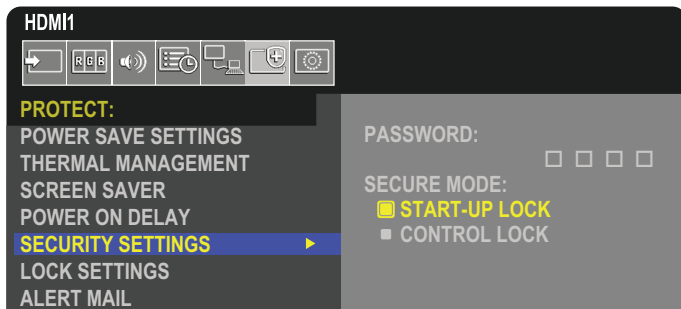 HDMI1
RGB
PROTECT:
POWER SAVE SETTINGS
THERMAL MANAGEMENT
SCREEN SAVER
POWER ON DELAY
SECURITY SETTINGS
LOCK SETTINGS
ALERT MAIL
PASSWORD:
SECURE MODE:
START-UP LOCK
CONTROL LOCK